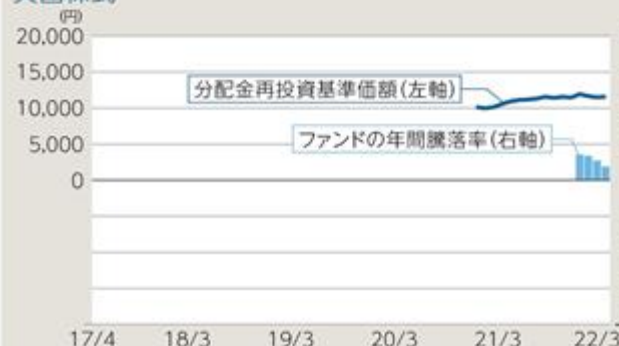 (円)
20,000
15,000
分配金再投資基準価額(左軸)
10,000
ファンドの年間騰落率(右軸)
5,000
0
17/4 18/3 19/3 20/3 21/3 22/3